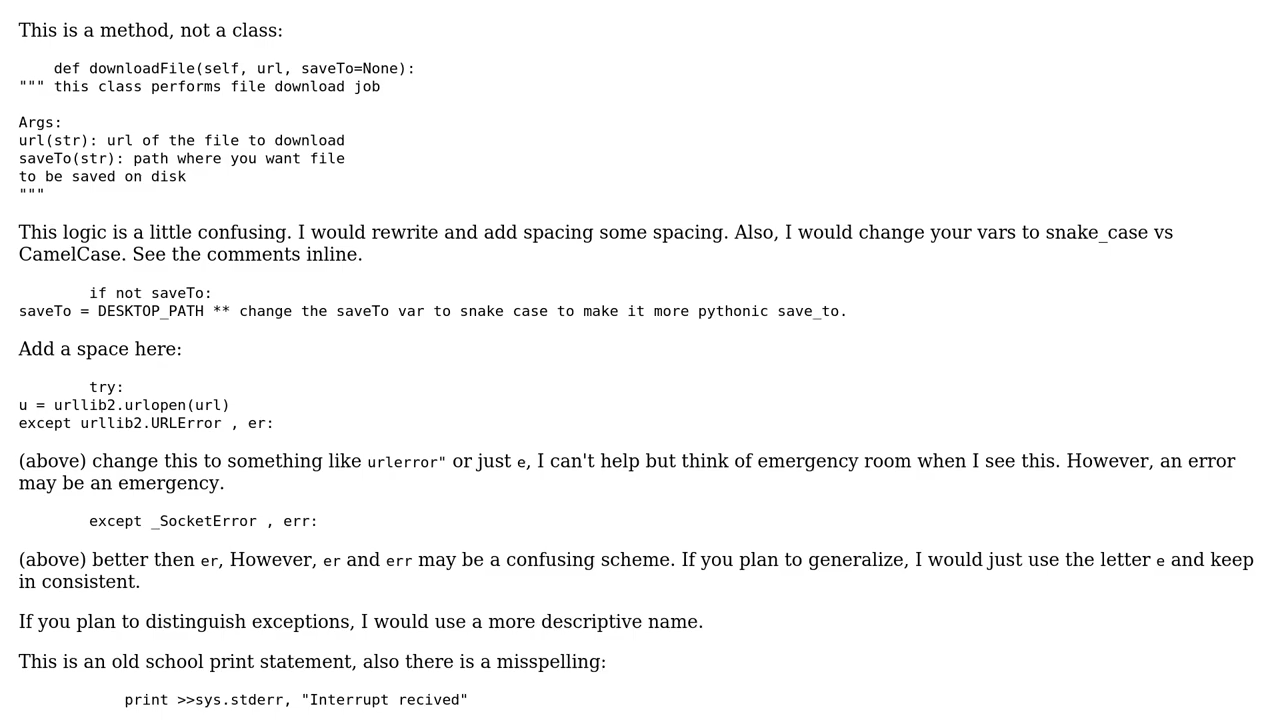 This is a method, not a class:
def downloadFile(self, url, saveTo=None):
""" this class performs file download job
Args:
url(str): url of the file to download
saveTo(str): path where you want file
to be saved on disk
"""
This logic is a little confusing. I would rewrite and add spacing some spacing. Also, I would change your vars to snake_case vs
CamelCase. See the comments inline.
if not saveTo:
saveTo = DESKTOP_PATH ** change the saveTo var to snake case to make it more pythonic save_to.
Add a space here:
try:
u = urllib2.urlopen(url)
except urllib2.URLError , er:
(above) change this to something like urlerror" or just e, I can't help but think of emergency room when I see this. However, an error
may be an emergency.
except _SocketError , err:
(above) better then er, However, er and err may be a confusing scheme. If you plan to generalize, I would just use the letter e and keep
in consistent.
If you plan to distinguish exceptions, I would use a more descriptive name.
This is an old school print statement, also there is a misspelling:
print >>sys.stderr, "Interrupt recived"